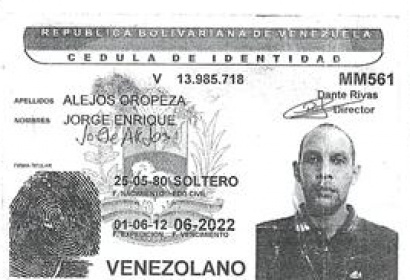 REPUBLICA BOLIVARIANA DE VENEZUELA
CEDULA DE IDENTIDAD
V 13.985.718 MM561
Dante Rivas
Director
APELLIDOS ALEJOS OROPEZA
NOMBRES JORGE ENRIQUE
Jorge Alejos
FIRMA TITULAR
25-05-80 SOLTERO
F. NACIMIENTO EDO CIVIL
01-06-12 06-2022
F. EXPEDICION F. VENCIMIENTO
VENEZOLANO